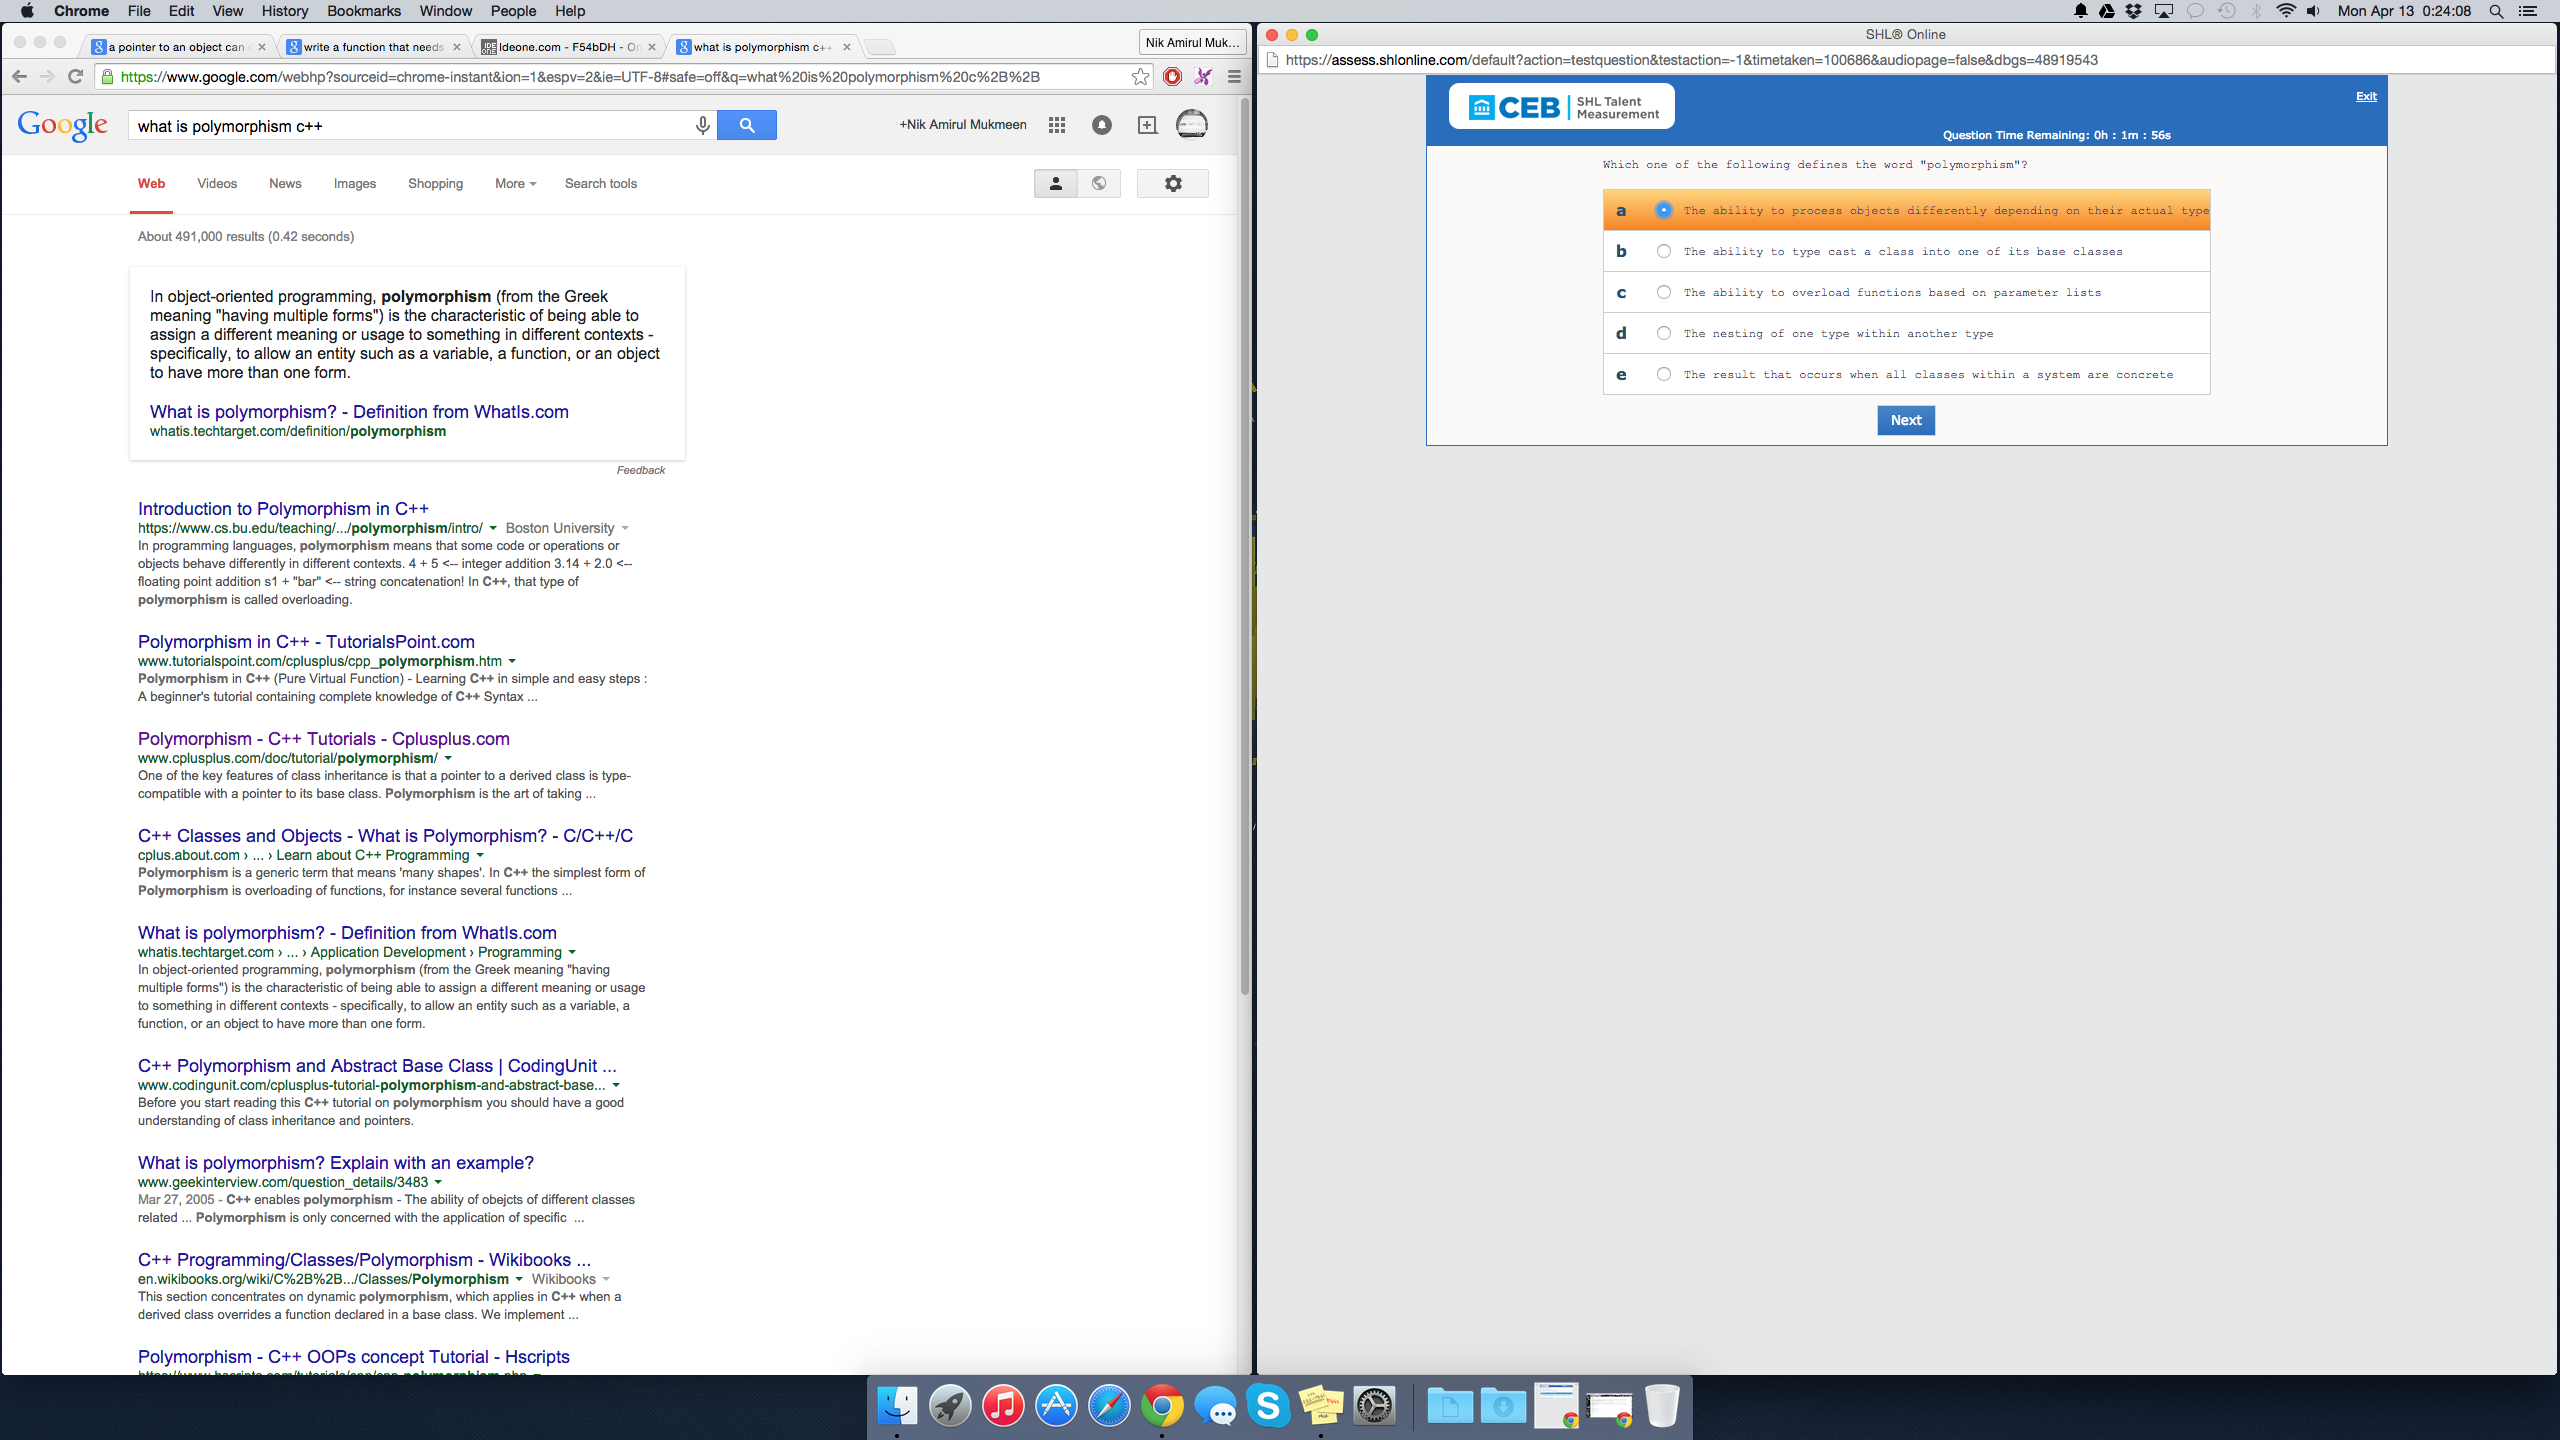 Chrome File Edit View History Bookmarks Window People Help
Mon Apr 13 0:24:08
a pointer to an object can
write a function that needs
Ideone.com - F54bDH - On
what is polymorphism c++
Nik Amirul Muk...
https://www.google.com/webhp?sourceid=chrome-instant&ion=1&espv=2&ie=UTF-8#safe=off&q=what%20is%20polymorphism%20c%2B%2B
Google
what is polymorphism c++
+Nik Amirul Mukmeen
Web Videos News Images Shopping More Search tools
About 491,000 results (0.42 seconds)
In object-oriented programming, polymorphism (from the Greek
meaning "having multiple forms") is the characteristic of being able to
assign a different meaning or usage to something in different contexts -
specifically, to allow an entity such as a variable, a function, or an object
to have more than one form.
What is polymorphism? - Definition from WhatIs.com
whatis.techtarget.com/definition/polymorphism
Feedback
Introduction to Polymorphism in C++
https://www.cs.bu.edu/teaching/.../polymorphism/intro/ Boston University
In programming languages, polymorphism means that some code or operations or
objects behave differently in different contexts. 4 + 5 <-- integer addition 3.14 + 2.0 <--
floating point addition s1 + "bar" <-- string concatenation! In C++, that type of
polymorphism is called overloading.
Polymorphism in C++ - TutorialsPoint.com
www.tutorialspoint.com/cplusplus/cpp_polymorphism.htm
Polymorphism in C++ (Pure Virtual Function) - Learning C++ in simple and easy steps :
A beginner's tutorial containing complete knowledge of C++ Syntax ...
Polymorphism - C++ Tutorials - Cplusplus.com
www.cplusplus.com/doc/tutorial/polymorphism/
One of the key features of class inheritance is that a pointer to a derived class is type-
compatible with a pointer to its base class. Polymorphism is the art of taking ...
C++ Classes and Objects - What is Polymorphism? - C/C++/C
cplus.about.com › ... › Learn about C++ Programming
Polymorphism is a generic term that means 'many shapes'. In C++ the simplest form of
Polymorphism is overloading of functions, for instance several functions ...
What is polymorphism? - Definition from WhatIs.com
whatis.techtarget.com › ... › Application Development › Programming
In object-oriented programming, polymorphism (from the Greek meaning "having
multiple forms") is the characteristic of being able to assign a different meaning or usage
to something in different contexts - specifically, to allow an entity such as a variable, a
function, or an object to have more than one form.
C++ Polymorphism and Abstract Base Class | CodingUnit ...
www.codingunit.com/cplusplus-tutorial-polymorphism-and-abstract-base...
Before you start reading this C++ tutorial on polymorphism you should have a good
understanding of class inheritance and pointers.
What is polymorphism? Explain with an example?
www.geekinterview.com/question_details/3483
Mar 27, 2005 - C++ enables polymorphism - The ability of obejcts of different classes
related ... Polymorphism is only concerned with the application of specific ...
C++ Programming/Classes/Polymorphism - Wikibooks ...
en.wikibooks.org/wiki/C%2B%2B.../Classes/Polymorphism Wikibooks
This section concentrates on dynamic polymorphism, which applies in C++ when a
derived class overrides a function declared in a base class. We implement ...
Polymorphism - C++ OOPs concept Tutorial - Hscripts
SHL® Online
https://assess.shlonline.com/default?action=testquestion&testaction=-1&timetaken=100686&audiopage=false&dbgs=48919543
CEB SHL Talent
Measurement
Exit
Question Time Remaining: 0h : 1m : 56s
Which one of the following defines the word "polymorphism"?
a The ability to process objects differently depending on their actual type
b The ability to type cast a class into one of its base classes
c The ability to overload functions based on parameter lists
d The nesting of one type within another type
e The result that occurs when all classes within a system are concrete
Next